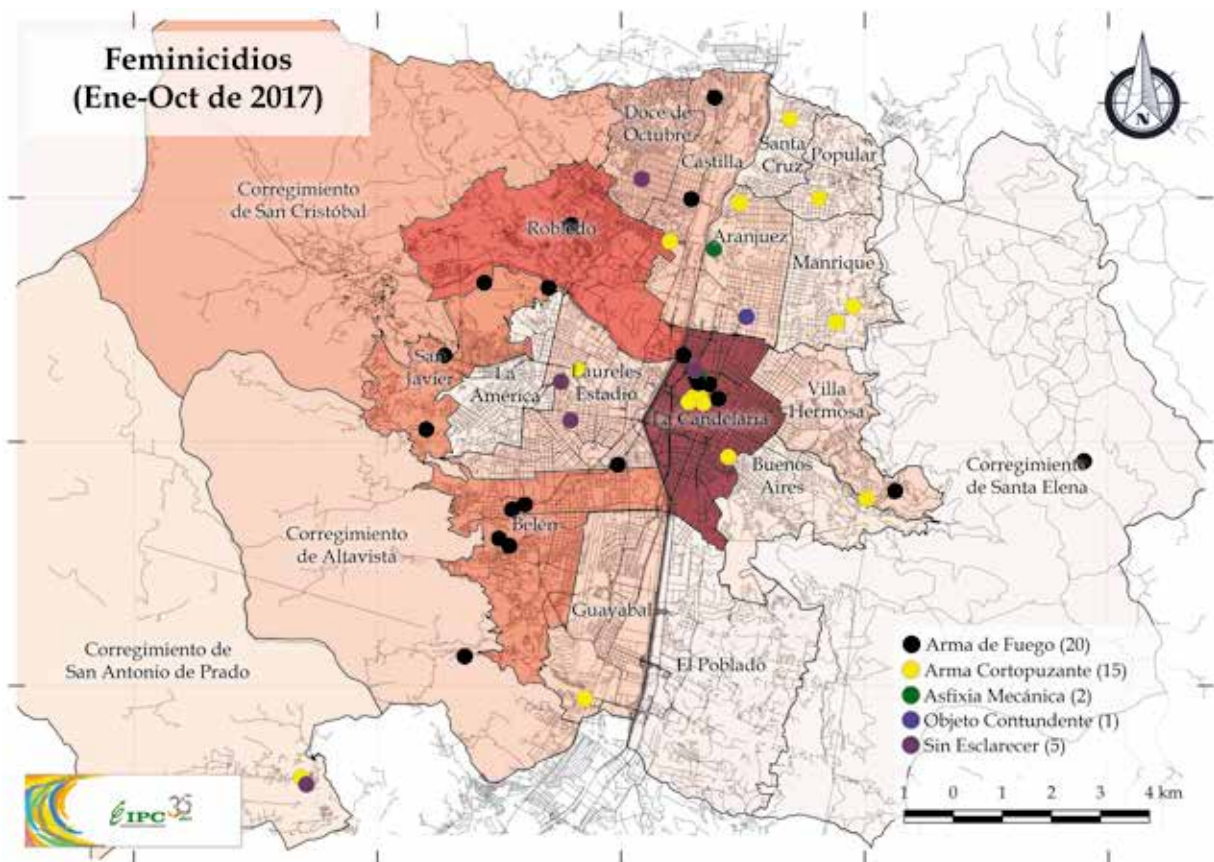 Feminicidios
(Ene-Oct de 2017)
N
Doce de
Octubre
Castilla
Santa
Cruz
Popular
Corregimiento
de San Cristóbal
Robledo
Aranjuez
Manrique
San
Javier
La
América
Laureles
Estadio
La Candelaria
Villa
Hermosa
Buenos
Aires
Corregimiento
de Santa Elena
Belén
Corregimiento
de Altavista
Guayabal
Corregimiento de
San Antonio de Prado
El Poblado
Arma de Fuego (20)
Arma Cortopuzante (15)
Asfixia Mecánica (2)
Objeto Contundente (1)
Sin Esclarecer (5)
1 0 1 2 3 4 km
IPC